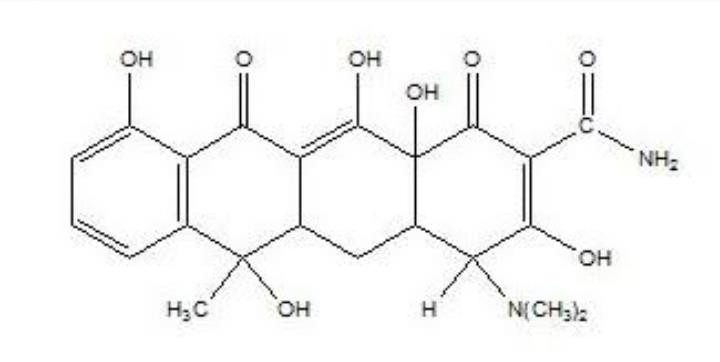 OH O OH O O
OH
C
NH₂
OH
H₃C OH H N(CH₃)₂